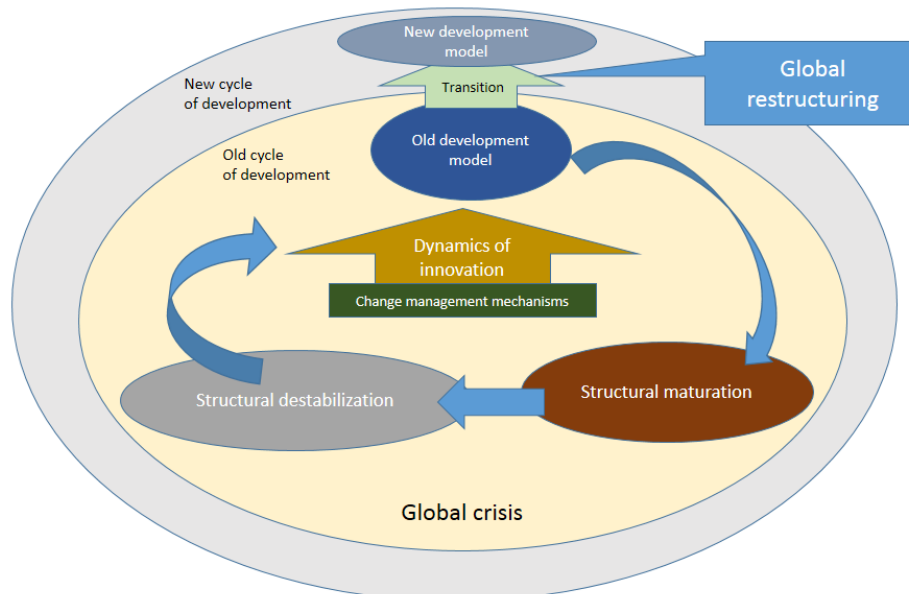 New development
model
Global
restructuring
New cycle
of development
Transition
Old development
model
Old cycle
of development
Dynamics of
innovation
Change management mechanisms
Structural destabilization
Structural maturation
Global crisis